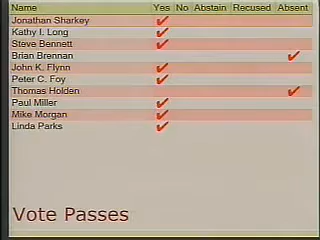 Name Yes No Abstain Recused Absent
Jonathan Sharkey ✓
Kathy I. Long ✓
Steve Bennett ✓
Brian Brennan ✓
John K. Flynn ✓
Peter C. Foy ✓
Thomas Holden ✓
Paul Miller ✓
Mike Morgan ✓
Linda Parks ✓
Vote Passes